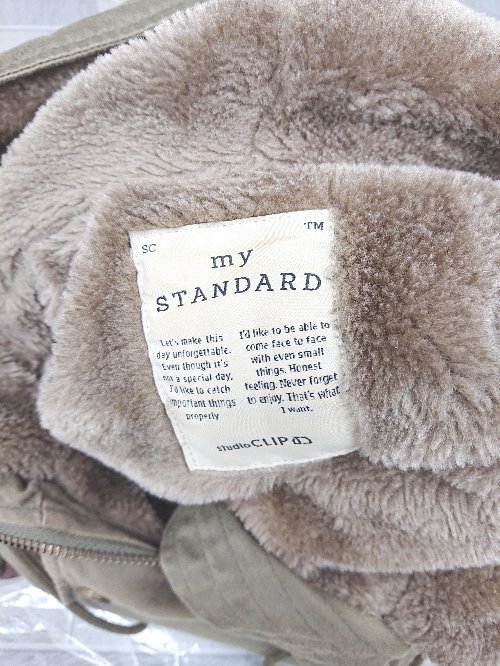 SC
TM
my
STANDARD
Let's make this
day unforgettable.
Even though it's
not a special day,
I'd like to catch
important things
properly.
I'd like to be able to
come face to face
with even small
things. Honest
feeling. Never forget
to enjoy. That's what
I want.
studio CLIP